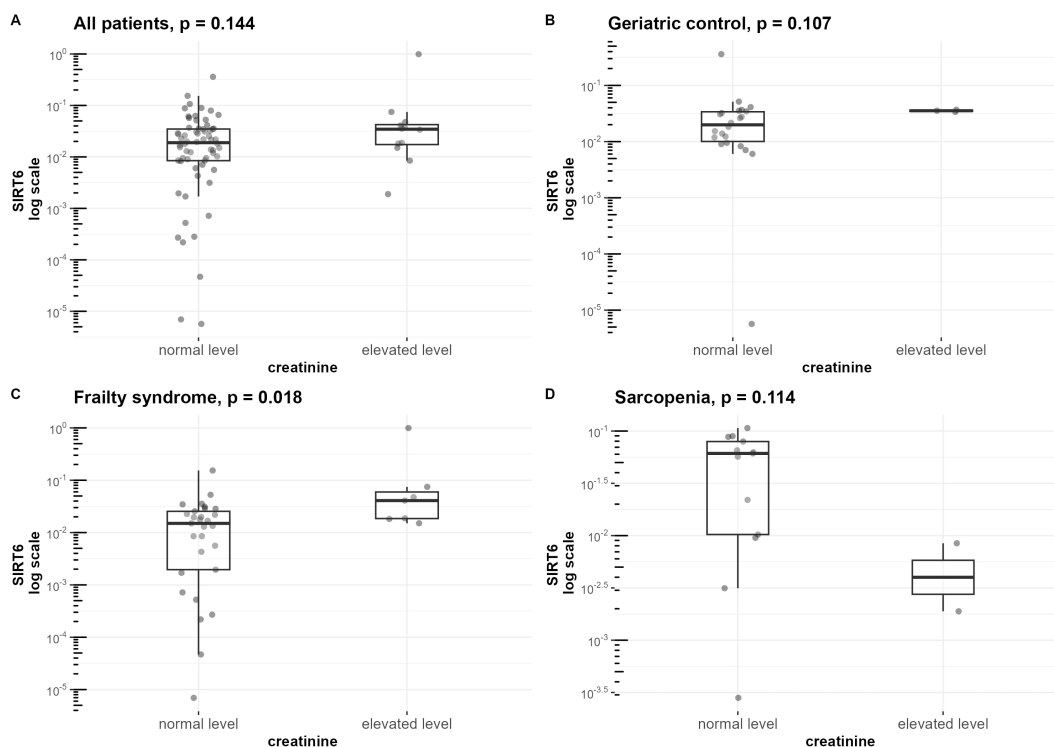 A
All patients, p = 0.144
10^0
10^-1
10^-2
10^-3
10^-4
10^-5
SIRT6
log scale
normal level
elevated level
creatinine
B
Geriatric control, p = 0.107
10^-1
10^-2
10^-3
10^-4
10^-5
SIRT6
log scale
normal level
elevated level
creatinine
C
Frailty syndrome, p = 0.018
10^0
10^-1
10^-2
10^-3
10^-4
10^-5
SIRT6
log scale
normal level
elevated level
creatinine
D
Sarcopenia, p = 0.114
10^-1
10^-1.5
10^-2
10^-2.5
10^-3
10^-3.5
SIRT6
log scale
normal level
elevated level
creatinine